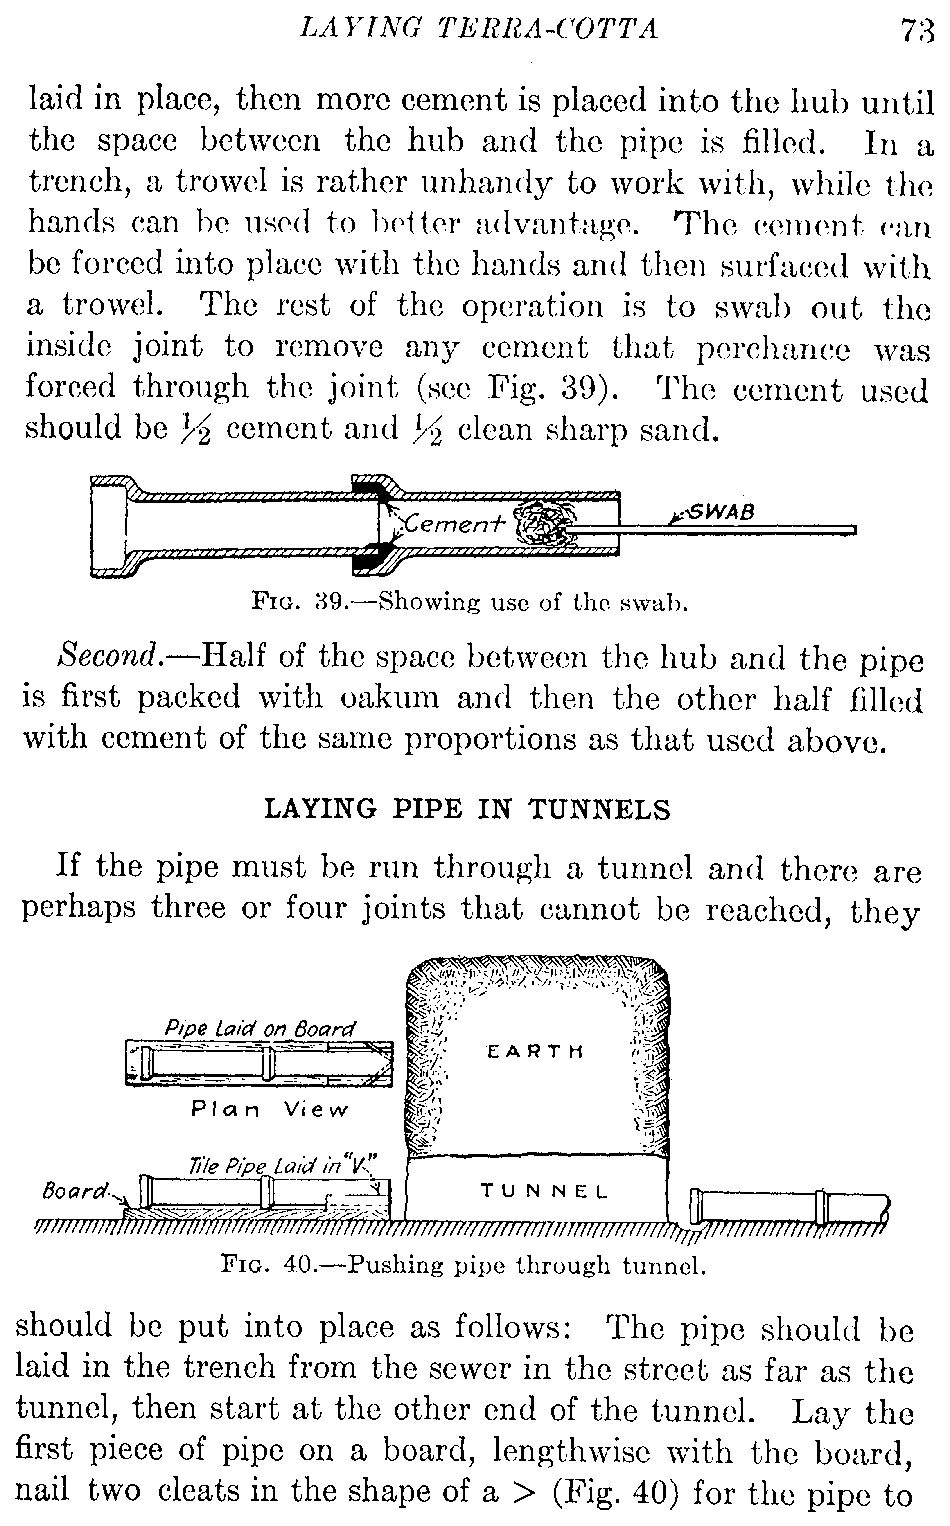 LAYING TERRA-COTTA 73
laid in place, then more cement is placed into the hub until
the space between the hub and the pipe is filled. In a
trench, a trowel is rather unhandy to work with, while the
hands can be used to better advantage. The cement can
be forced into place with the hands and then surfaced with
a trowel. The rest of the operation is to swab out the
inside joint to remove any cement that perchance was
forced through the joint (see Fig. 39). The cement used
should be ½ cement and ½ clean sharp sand.
Cement
SWAB
FIG. 39.—Showing use of the swab.
Second.—Half of the space between the hub and the pipe
is first packed with oakum and then the other half filled
with cement of the same proportions as that used above.
LAYING PIPE IN TUNNELS
If the pipe must be run through a tunnel and there are
perhaps three or four joints that cannot be reached, they
Pipe Laid on Board
EARTH
Plan View
Tile Pipe Laid in "V"
Board
TUNNEL
FIG. 40.—Pushing pipe through tunnel.
should be put into place as follows: The pipe should be
laid in the trench from the sewer in the street as far as the
tunnel, then start at the other end of the tunnel. Lay the
first piece of pipe on a board, lengthwise with the board,
nail two cleats in the shape of a > (Fig. 40) for the pipe to